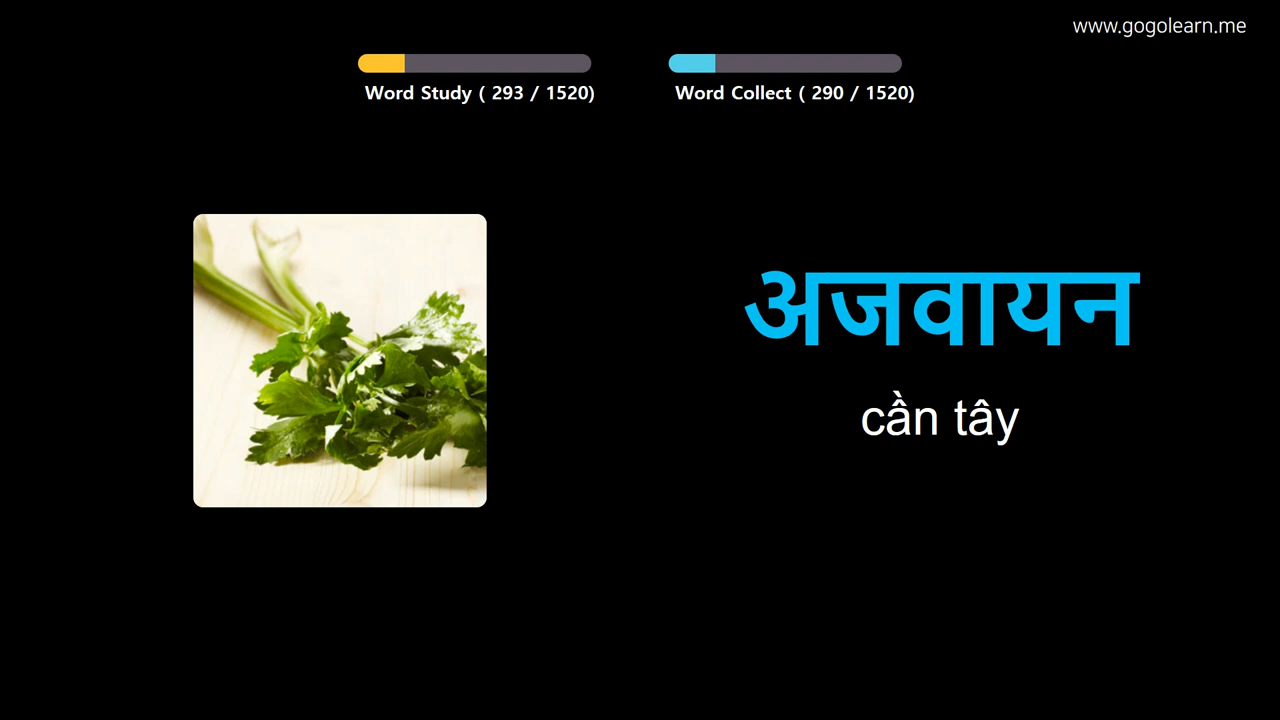 www.gogolearn.me
Word Study ( 293 / 1520)
Word Collect ( 290 / 1520)
अजवायन
cần tây